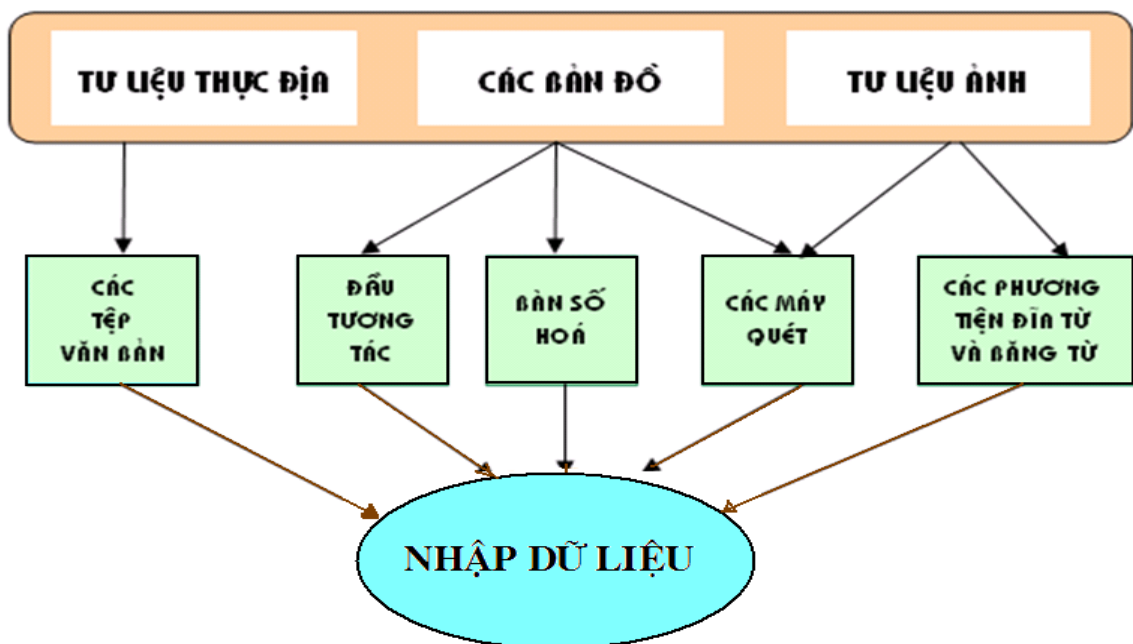 TƯ LIỆU THỰC ĐỊA
CÁC BẢN ĐỒ
TƯ LIỆU ẢNH
CÁC
TỆP
VĂN BẢN
ĐẦU
TƯƠNG
TÁC
BÀN SỐ
HOÁ
CÁC MÁY
QUÉT
CÁC PHƯƠNG
TIỆN ĐĨA TỪ
VÀ BĂNG TỪ
NHẬP DỮ LIỆU